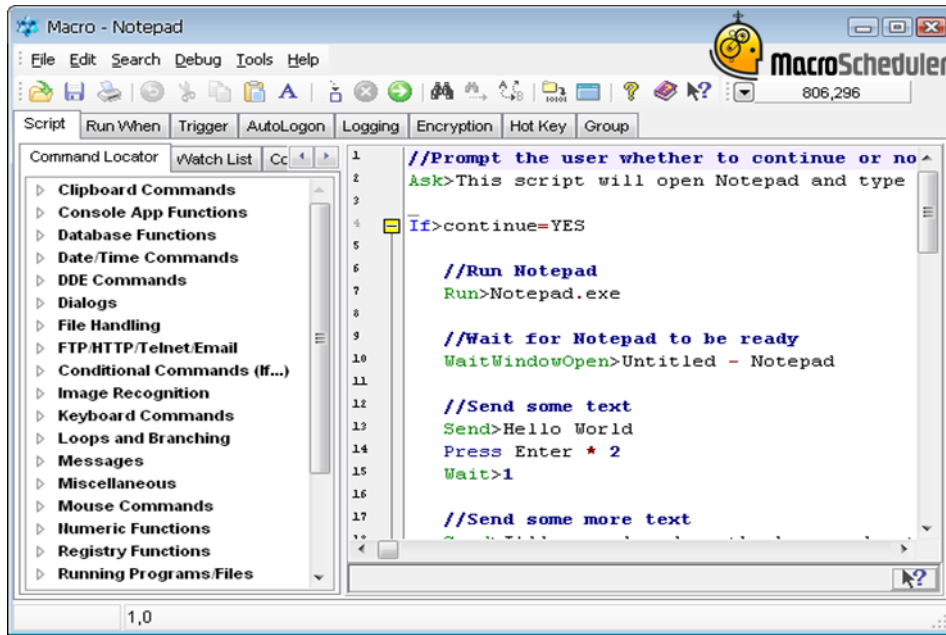 Macro - Notepad
MacroScheduler
File Edit Search Debug Tools Help
806,296
Script Run When Trigger AutoLogon Logging Encryption Hot Key Group
Command Locator Watch List
Clipboard Commands
Console App Functions
Database Functions
Date/Time Commands
DDE Commands
Dialogs
File Handling
FTP/HTTP/Telnet/Email
Conditional Commands (If...)
Image Recognition
Keyboard Commands
Loops and Branching
Messages
Miscellaneous
Mouse Commands
Numeric Functions
Registry Functions
Running Programs/Files
1 //Prompt the user whether to continue or no
2 Ask>This script will open Notepad and type
3
4 If>continue=YES
5
6 //Run Notepad
7 Run>Notepad.exe
8
9 //Wait for Notepad to be ready
10 WaitWindowOpen>Untitled - Notepad
11
12 //Send some text
13 Send>Hello World
14 Press Enter * 2
15 Wait>1
16
17 //Send some more text
1,0